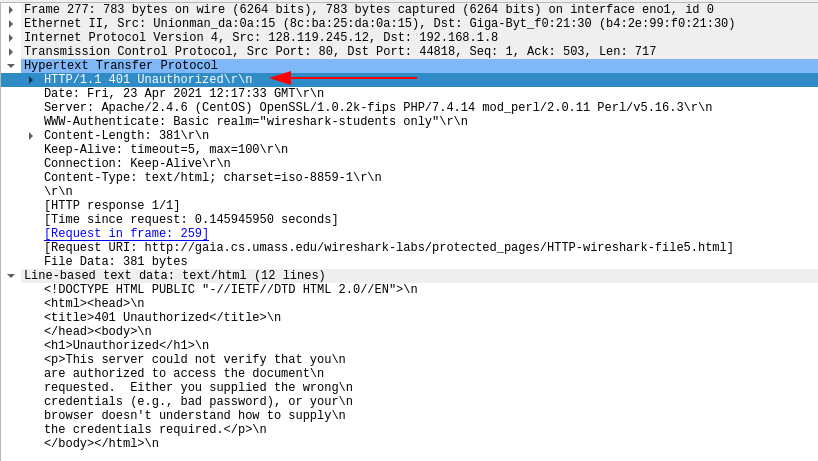 Frame 277: 783 bytes on wire (6264 bits), 783 bytes captured (6264 bits) on interface eno1, id 0
Ethernet II, Src: Unionman_da:0a:15 (8c:ba:25:da:0a:15), Dst: Giga-Byt_f0:21:30 (b4:2e:99:f0:21:30)
Internet Protocol Version 4, Src: 128.119.245.12, Dst: 192.168.1.8
Transmission Control Protocol, Src Port: 80, Dst Port: 44818, Seq: 1, Ack: 503, Len: 717
Hypertext Transfer Protocol
HTTP/1.1 401 Unauthorized\r\n
Date: Fri, 23 Apr 2021 12:17:33 GMT\r\n
Server: Apache/2.4.6 (CentOS) OpenSSL/1.0.2k-fips PHP/7.4.14 mod_perl/2.0.11 Perl/v5.16.3\r\n
WWW-Authenticate: Basic realm="wireshark-students only"\r\n
Content-Length: 381\r\n
Keep-Alive: timeout=5, max=100\r\n
Connection: Keep-Alive\r\n
Content-Type: text/html; charset=iso-8859-1\r\n
\r\n
[HTTP response 1/1]
[Time since request: 0.145945950 seconds]
[Request in frame: 259]
[Request URI: http://gaia.cs.umass.edu/wireshark-labs/protected_pages/HTTP-wireshark-file5.html]
File Data: 381 bytes
Line-based text data: text/html (12 lines)
<!DOCTYPE HTML PUBLIC "-//IETF//DTD HTML 2.0//EN">\n
<html><head>\n
<title>401 Unauthorized</title>\n
</head><body>\n
<h1>Unauthorized</h1>\n
<p>This server could not verify that you\n
are authorized to access the document\n
requested.  Either you supplied the wrong\n
credentials (e.g., bad password), or your\n
browser doesn't understand how to supply\n
the credentials required.</p>\n
</body></html>\n